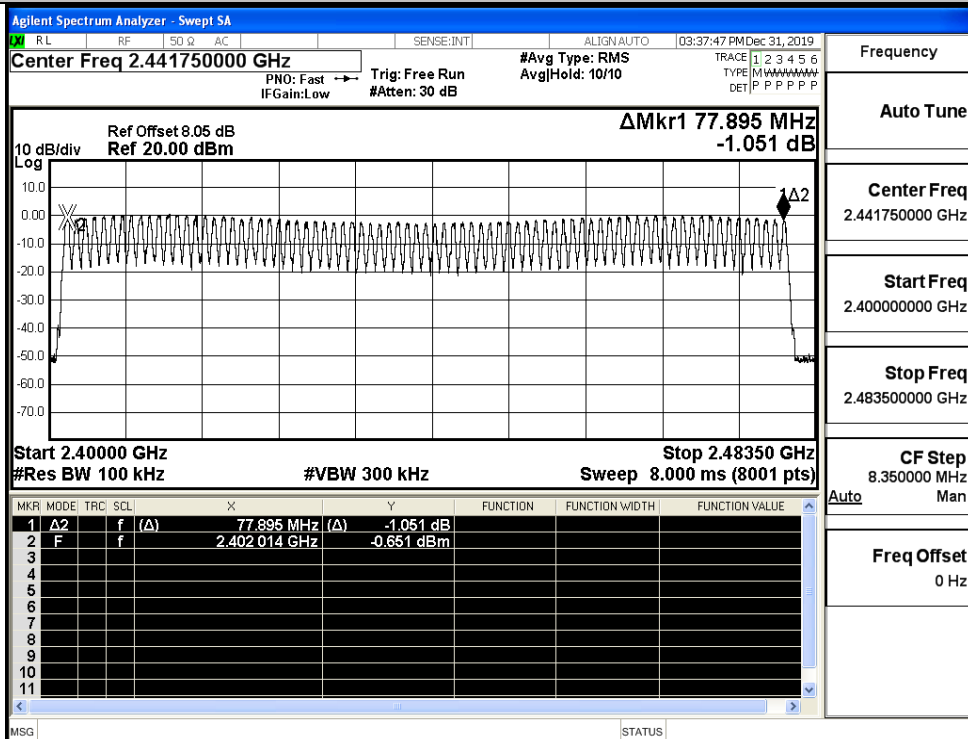 Agilent Spectrum Analyzer - Swept SA
LXI RL RF 50 Ω AC SENSE:INT ALIGN AUTO 03:37:47 PM Dec 31, 2019
Center Freq 2.441750000 GHz
PNO: Fast
IFGain:Low
Trig: Free Run
#Atten: 30 dB
#Avg Type: RMS
Avg|Hold: 10/10
TRACE 1 2 3 4 5 6
TYPE M WWWWW
DET P P P P P P
Ref Offset 8.05 dB
10 dB/div Ref 20.00 dBm
Log
ΔMkr1 77.895 MHz
-1.051 dB
10.0
0.00
-10.0
-20.0
-30.0
-40.0
-50.0
-60.0
-70.0
2
1Δ2
Start 2.40000 GHz Stop 2.48350 GHz
#Res BW 100 kHz #VBW 300 kHz Sweep 8.000 ms (8001 pts)
MKR MODE TRC SCL X Y FUNCTION FUNCTION WIDTH FUNCTION VALUE
1 Δ2 f (Δ) 77.895 MHz (Δ) -1.051 dB
2 F f 2.402 014 GHz -0.651 dBm
3
4
5
6
7
8
9
10
11
MSG STATUS
Frequency
Auto Tune
Center Freq
2.441750000 GHz
Start Freq
2.400000000 GHz
Stop Freq
2.483500000 GHz
CF Step
8.350000 MHz
Auto Man
Freq Offset
0 Hz